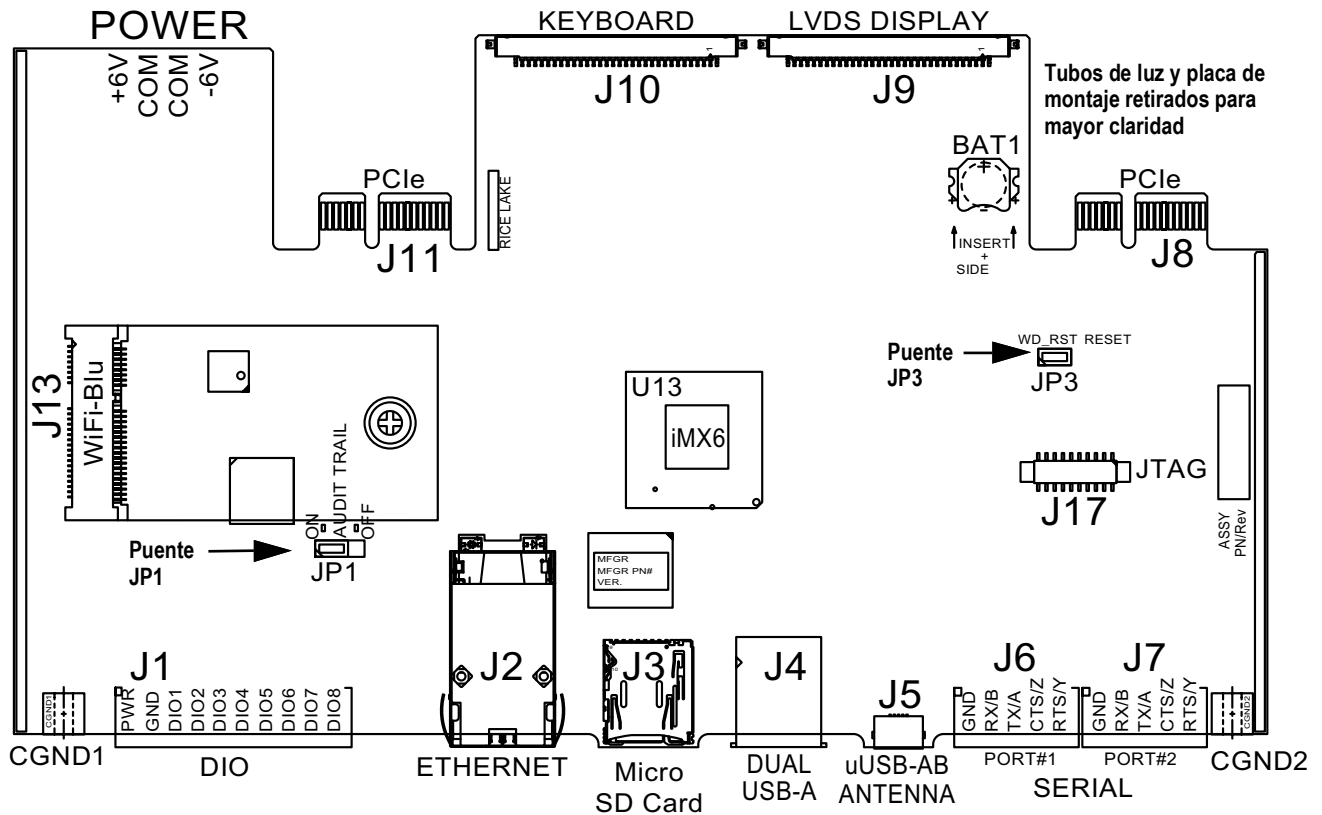 POWER
+6V
COM
COM
-6V
KEYBOARD
J10
LVDS DISPLAY
J9
Tubos de luz y placa de
montaje retirados para
mayor claridad
BAT1
INSERT
+
SIDE
PCIe
J11
RICE LAKE
PCIe
J8
J13
WiFi-Blu
U13
iMX6
Puente
JP3
WD_RST RESET
JP3
JTAG
J17
ASSY
PN/Rev
ON
AUDIT TRAIL
OFF
Puente
JP1
JP1
MFGR
MFGR PN#
VER.
J1
PWR
GND
DIO1
DIO2
DIO3
DIO4
DIO5
DIO6
DIO7
DIO8
DIO
CGND1
CGND1
J2
ETHERNET
J3
Micro
SD Card
J4
DUAL
USB-A
J5
uUSB-AB
ANTENNA
J6
GND
RX/B
TX/A
CTS/Z
RTS/Y
PORT#1
J7
GND
RX/B
TX/A
CTS/Z
RTS/Y
PORT#2
SERIAL
CGND2
CGND2